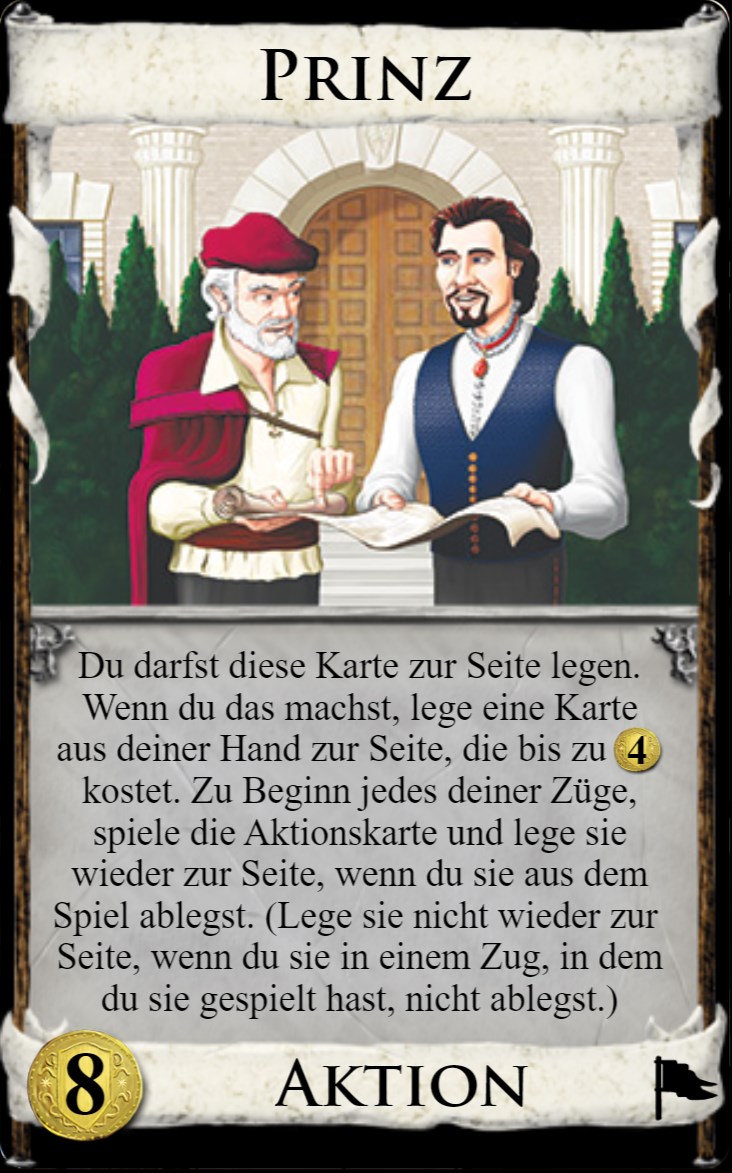 PRINZ
Du darfst diese Karte zur Seite legen.
Wenn du das machst, lege eine Karte
aus deiner Hand zur Seite, die bis zu 4
kostet. Zu Beginn jedes deiner Züge,
spiele die Aktionskarte und lege sie
wieder zur Seite, wenn du sie aus dem
Spiel ablegst. (Lege sie nicht wieder zur
Seite, wenn du sie in einem Zug, in dem
du sie gespielt hast, nicht ablegst.)
8 AKTION